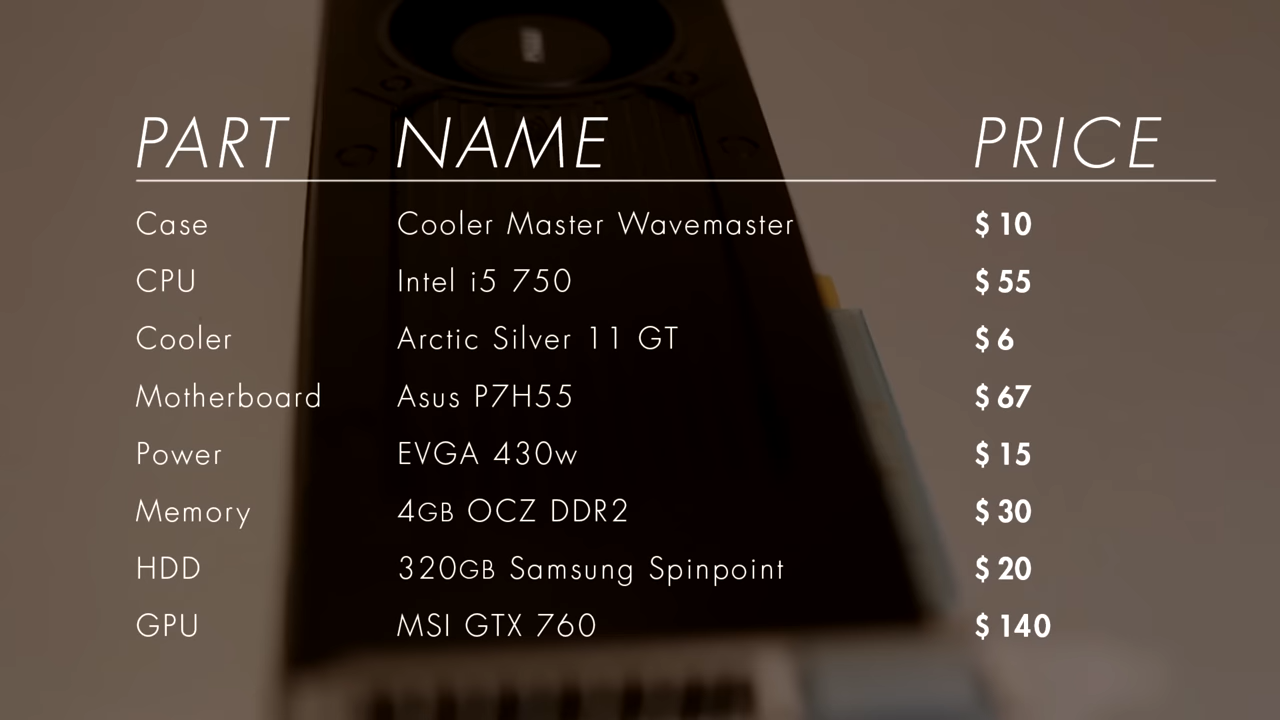 PART NAME PRICE
Case Cooler Master Wavemaster $ 10
CPU Intel i5 750 $ 55
Cooler Arctic Silver 11 GT $ 6
Motherboard Asus P7H55 $ 67
Power EVGA 430w $ 15
Memory 4GB OCZ DDR2 $ 30
HDD 320GB Samsung Spinpoint $ 20
GPU MSI GTX 760 $ 140